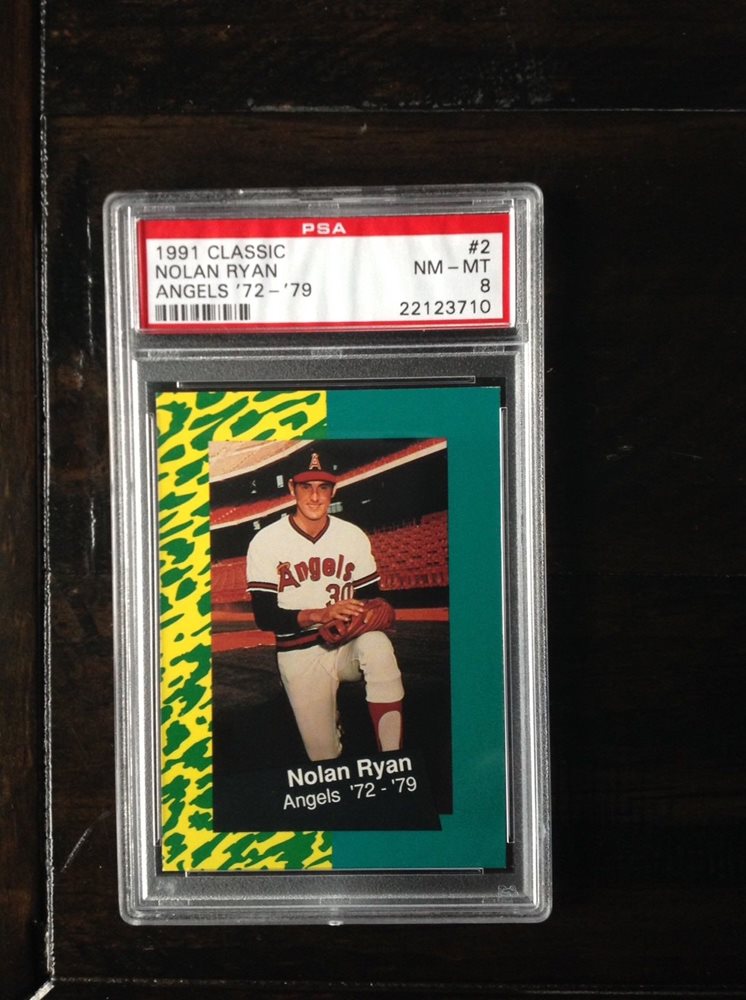 PSA
1991 CLASSIC #2
NOLAN RYAN NM - MT
ANGELS '72 - '79 8
22123710
A
Angels
30
Nolan Ryan
Angels '72 - '79